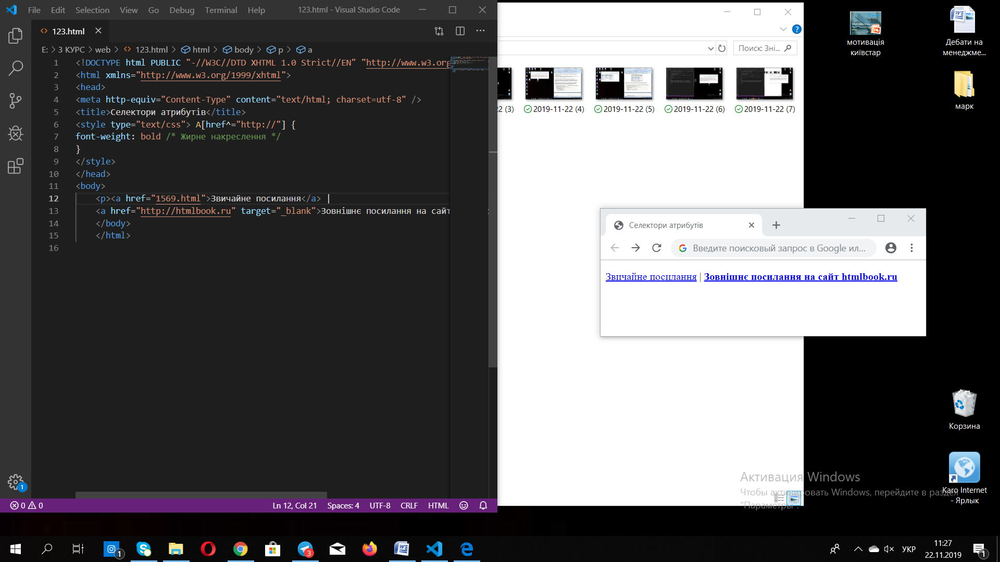 File Edit Selection View Go Debug Terminal Help
123.html - Visual Studio Code
123.html
E: > 3 КУРС > web > 123.html > html > body > p > a
1 <!DOCTYPE html PUBLIC "-//W3C//DTD XHTML 1.0 Strict//EN" "http://www.w3.org
2 <html xmlns="http://www.w3.org/1999/xhtml">
3 <head>
4 <meta http-equiv="Content-Type" content="text/html; charset=utf-8" />
5 <title>Селектори атрибутів</title>
6 <style type="text/css"> A[href^="http://"] {
7 font-weight: bold /* Жирне накреслення */
8 }
9 </style>
10 </head>
11 <body>
12 <p><a href="1569.html">Звичайне посилання</a> |
13 <a href="http://htmlbook.ru" target="_blank">Зовнішнє посилання на сайт
14 </body>
15 </html>
16
1
0 0
Ln 12, Col 21 Spaces: 4 UTF-8 CRLF HTML
Поиск: Зні...
22 (3)
2019-11-22 (4)
2019-11-22 (5)
2019-11-22 (6)
2019-11-22 (7)
Селектори атрибутів
Введите поисковый запрос в Google ил...
Звичайне посилання | Зовнішнє посилання на сайт htmlbook.ru
мотивація
київстар
Дебати на
менеджме...
марк
Корзина
Karo Internet
- Ярлык
Активация Windows
Чтобы активировать Windows, перейдите в раздел
"Параметры".
1
3
УКР
11:27
22.11.2019
1